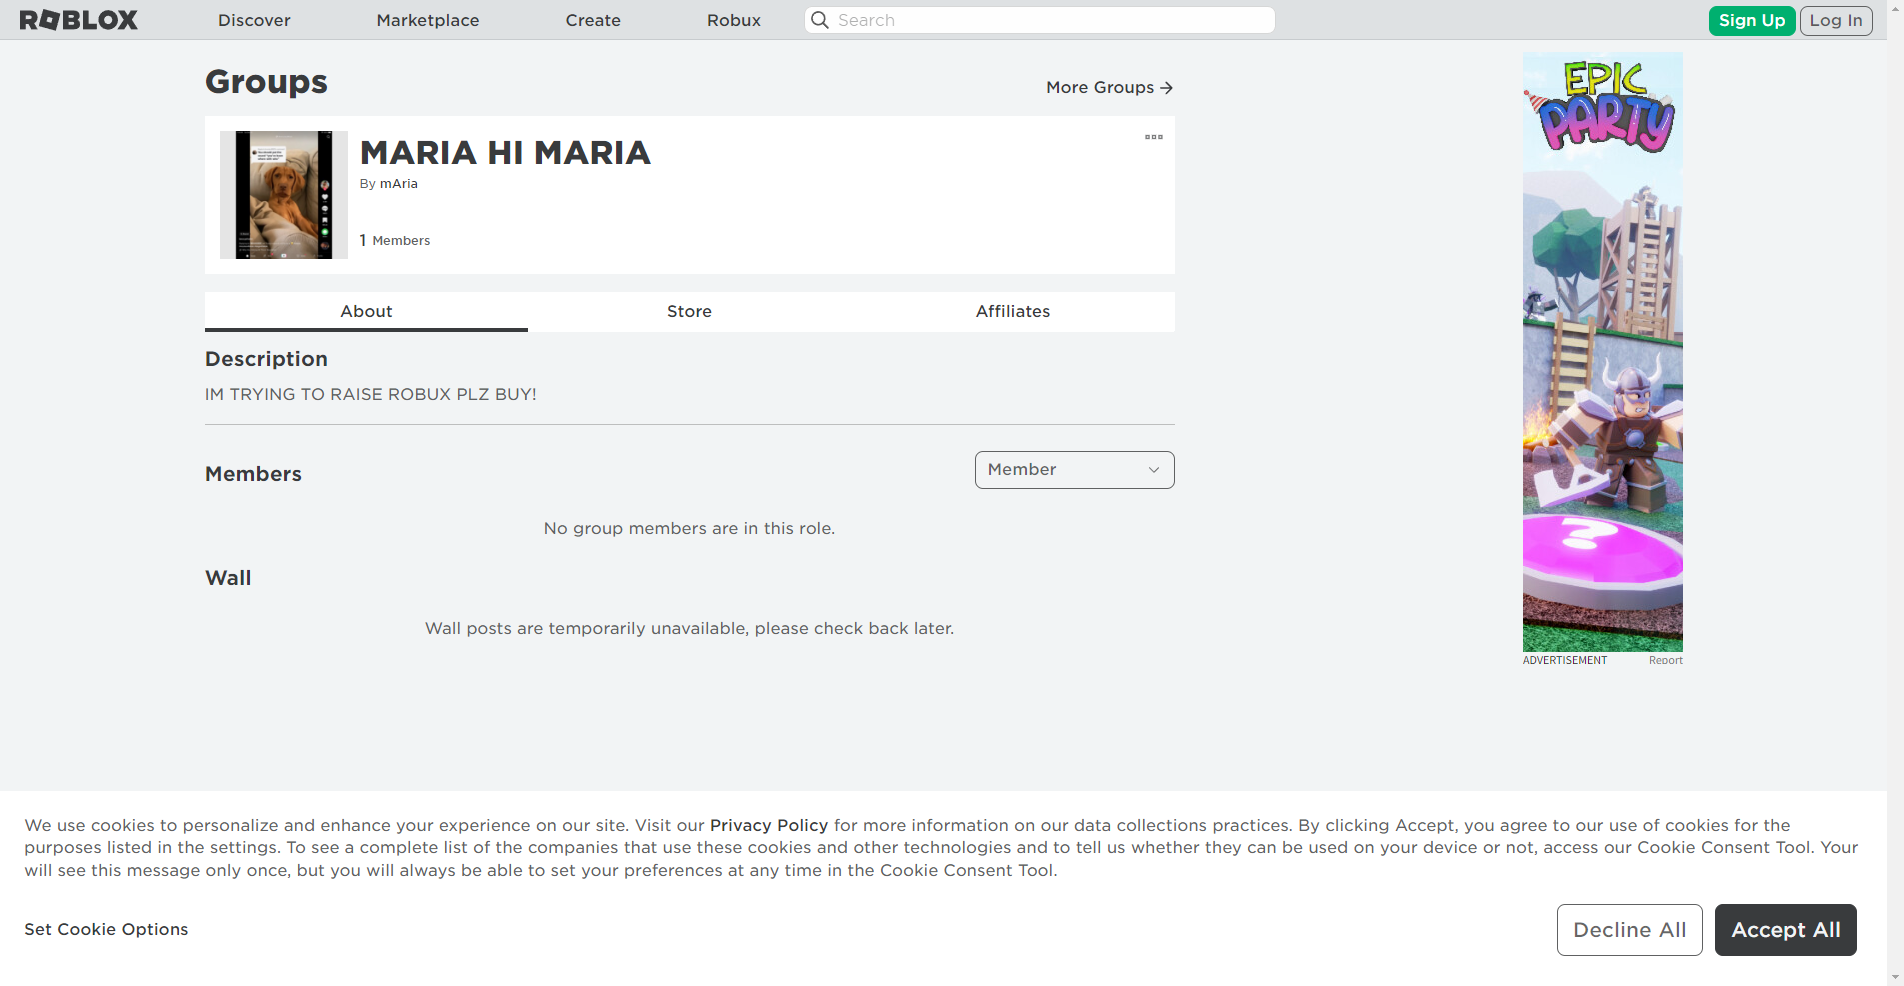 ROBLOX
Discover
Marketplace
Create
Robux
Search
Sign Up
Log In
Groups
More Groups
MARIA HI MARIA
By mAria
1 Members
About
Store
Affiliates
Description
IM TRYING TO RAISE ROBUX PLZ BUY!
Members
Member
No group members are in this role.
Wall
Wall posts are temporarily unavailable, please check back later.
EPIC
PARTY
?
ADVERTISEMENT
Report
We use cookies to personalize and enhance your experience on our site. Visit our Privacy Policy for more information on our data collections practices. By clicking Accept, you agree to our use of cookies for the
purposes listed in the settings. To see a complete list of the companies that use these cookies and other technologies and to tell us whether they can be used on your device or not, access our Cookie Consent Tool. Your
will see this message only once, but you will always be able to set your preferences at any time in the Cookie Consent Tool.
Set Cookie Options
Decline All
Accept All